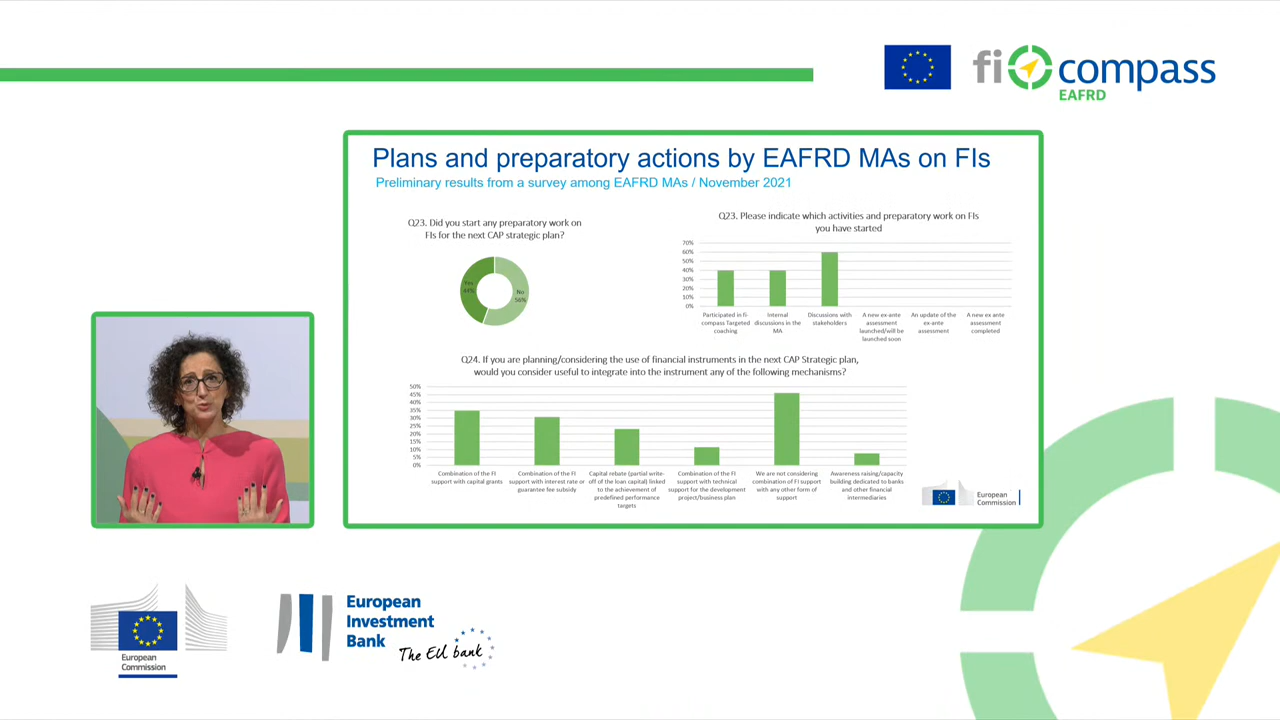 fi compass
EAFRD
Plans and preparatory actions by EAFRD MAs on FIs
Preliminary results from a survey among EAFRD MAs / November 2021
Q23. Did you start any preparatory work on
FIs for the next CAP strategic plan?
Yes
44%
No
56%
Q23. Please indicate which activities and preparatory work on FIs
you have started
70%
60%
50%
40%
30%
20%
10%
0%
Participated in fi-
compass Targeted
coaching
Internal
discussions in the
MA
Discussions with
stakeholders
A new ex-ante
assessment
launched/will be
launched soon
An update of the
ex-ante
assessment
A new ex ante
assessment
completed
Q24. If you are planning/considering the use of financial instruments in the next CAP Strategic plan,
would you consider useful to integrate into the instrument any of the following mechanisms?
50%
45%
40%
35%
30%
25%
20%
15%
10%
5%
0%
Combination of the FI
support with capital grants
Combination of the FI
support with interest rate or
guarantee fee subsidy
Capital rebate (partial write-
off of the loan capital) linked
to the achievement of
predefined performance
targets
Combination of the FI
support with technical
support for the development
project/business plan
We are not considering
combination of FI support
with any other form of
support
Awareness raising/capacity
building dedicated to banks
and other financial
intermediaries
European
Commission
European
Commission
European
Investment
Bank
The EU bank